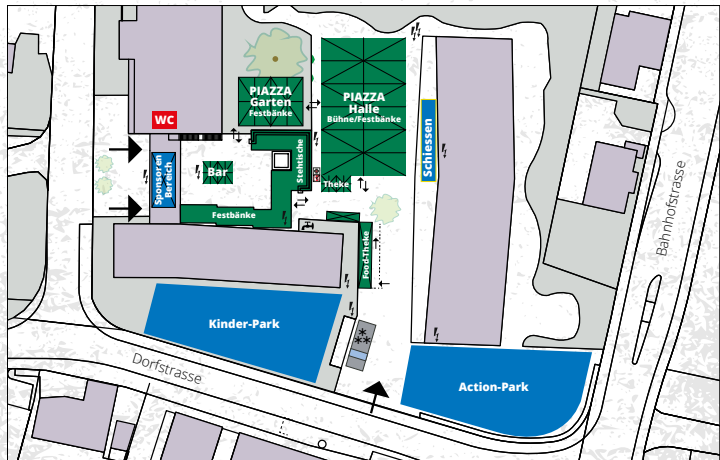 PIAZZA
Garten
Festbänke
PIAZZA
Halle
Bühne/Festbänke
WC
Schiessen
Sponsoren
Bereich
Bar
Stehtische
Theke
Festbänke
Food-Theke
Bahnhofstrasse
Kinder-Park
Dorfstrasse
Action-Park